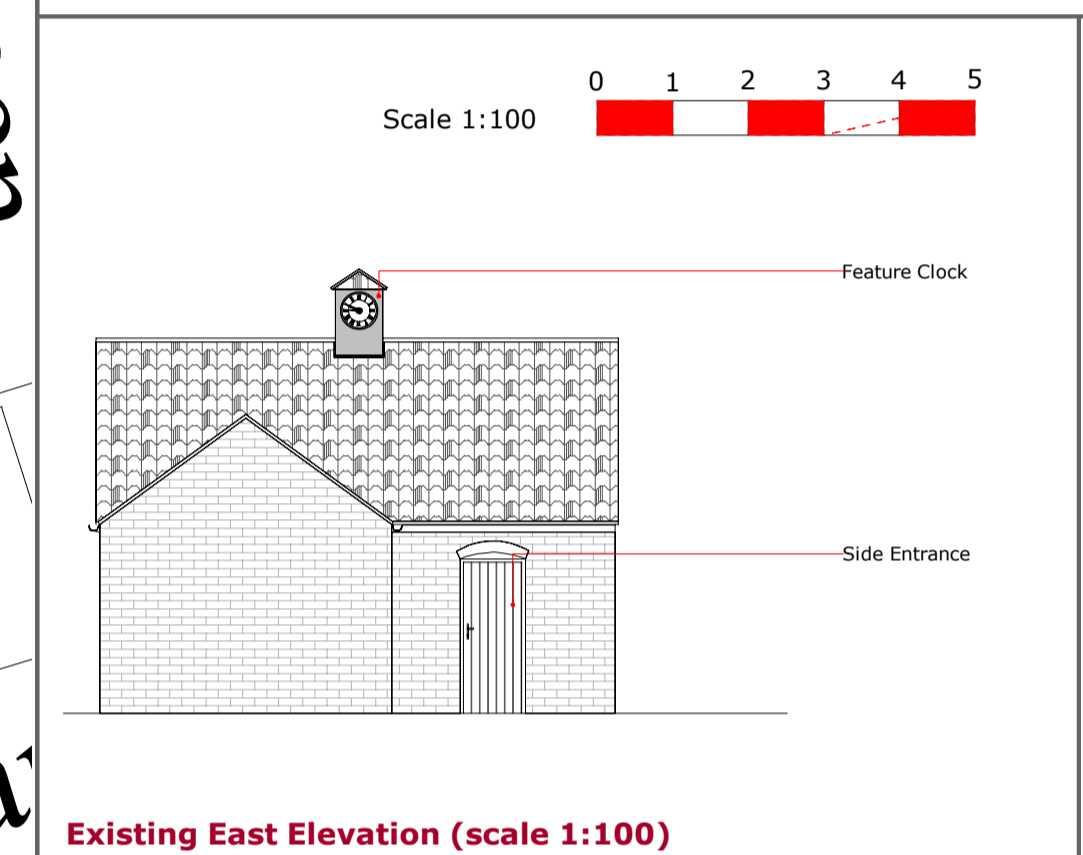 0 1 2 3 4 5
Scale 1:100
Feature Clock
Side Entrance
Existing East Elevation (scale 1:100)